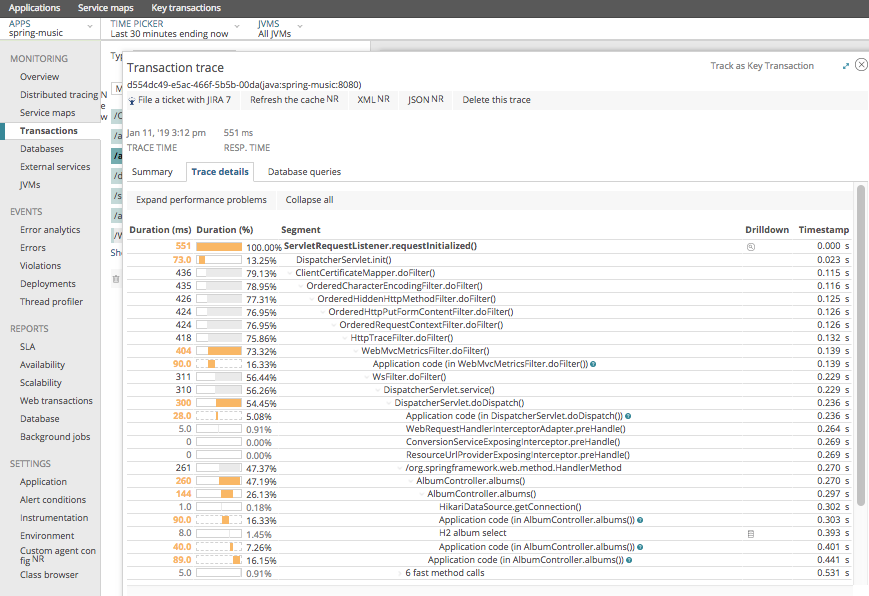 Applications Service maps Key transactions
APPS
spring-music
TIME PICKER
Last 30 minutes ending now
JVMS
All JVMs
MONITORING
Overview
Distributed tracing New
Service maps
Transactions
Databases
External services
JVMs
EVENTS
Error analytics
Errors
Violations
Deployments
Thread profiler
REPORTS
SLA
Availability
Scalability
Web transactions
Database
Background jobs
SETTINGS
Application
Alert conditions
Instrumentation
Environment
Custom agent con
fig NR
Class browser
Transaction trace
Track as Key Transaction
d554dc49-e5ac-466f-5b5b-00da(java:spring-music:8080)
File a ticket with JIRA 7 Refresh the cache NR XML NR JSON NR Delete this trace
Jan 11, '19 3:12 pm 551 ms
TRACE TIME RESP. TIME
Summary Trace details Database queries
Expand performance problems Collapse all
Duration (ms) Duration (%) Segment Drilldown Timestamp
551 100.00% ServletRequestListener.requestInitialized() 0.000 s
73.0 13.25% DispatcherServlet.init() 0.023 s
436 79.13% ClientCertificateMapper.doFilter() 0.115 s
435 78.95% OrderedCharacterEncodingFilter.doFilter() 0.116 s
426 77.31% OrderedHiddenHttpMethodFilter.doFilter() 0.125 s
424 76.95% OrderedHttpPutFormContentFilter.doFilter() 0.126 s
424 76.95% OrderedRequestContextFilter.doFilter() 0.126 s
418 75.86% HttpTraceFilter.doFilter() 0.132 s
404 73.32% WebMvcMetricsFilter.doFilter() 0.139 s
90.0 16.33% Application code (in WebMvcMetricsFilter.doFilter()) 0.139 s
311 56.44% WsFilter.doFilter() 0.229 s
310 56.26% DispatcherServlet.service() 0.229 s
300 54.45% DispatcherServlet.doDispatch() 0.236 s
28.0 5.08% Application code (in DispatcherServlet.doDispatch()) 0.236 s
5.0 0.91% WebRequestHandlerInterceptorAdapter.preHandle() 0.264 s
0 0.00% ConversionServiceExposingInterceptor.preHandle() 0.269 s
0 0.00% ResourceUrlProviderExposingInterceptor.preHandle() 0.269 s
261 47.37% /org.springframework.web.method.HandlerMethod 0.270 s
260 47.19% AlbumController.albums() 0.270 s
144 26.13% AlbumController.albums() 0.297 s
1.0 0.18% HikariDataSource.getConnection() 0.302 s
90.0 16.33% Application code (in AlbumController.albums()) 0.303 s
8.0 1.45% H2 album select 0.393 s
40.0 7.26% Application code (in AlbumController.albums()) 0.401 s
89.0 16.15% Application code (in AlbumController.albums()) 0.441 s
5.0 0.91% 6 fast method calls 0.531 s